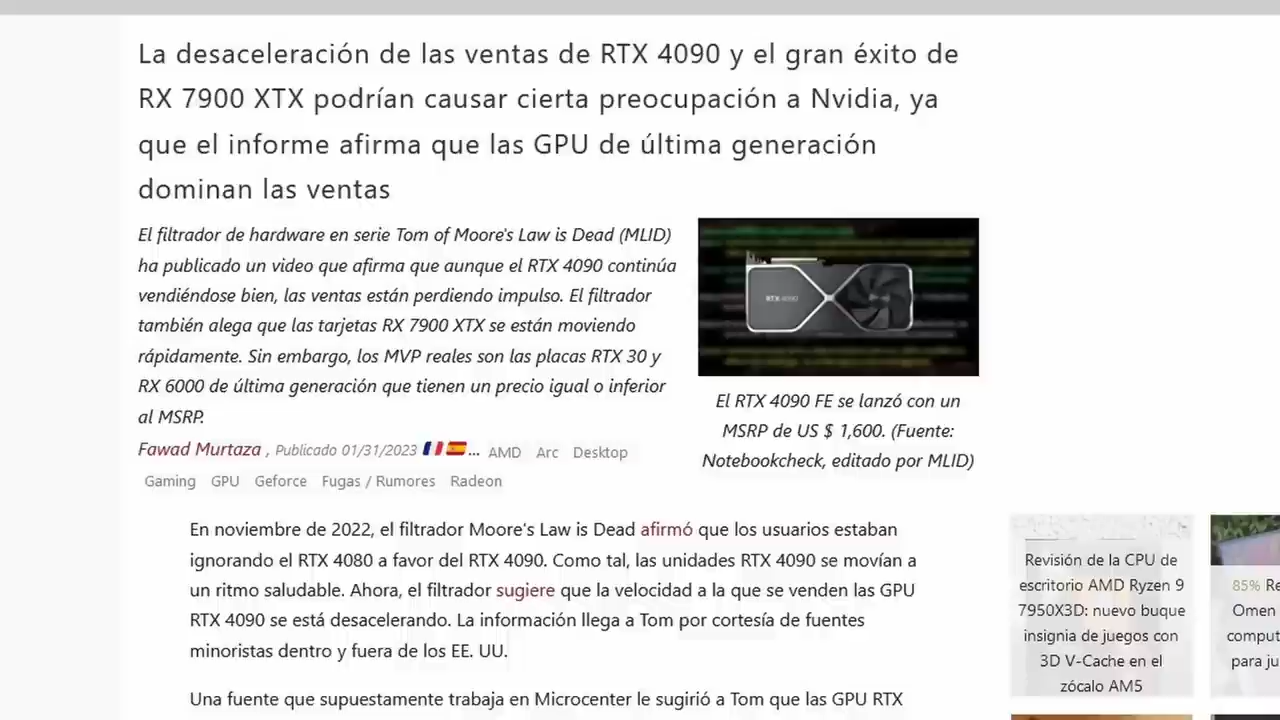 La desaceleración de las ventas de RTX 4090 y el gran éxito de
RX 7900 XTX podrían causar cierta preocupación a Nvidia, ya
que el informe afirma que las GPU de última generación
dominan las ventas
El filtrador de hardware en serie Tom of Moore's Law is Dead (MLID)
ha publicado un video que afirma que aunque el RTX 4090 continúa
vendiéndose bien, las ventas están perdiendo impulso. El filtrador
también alega que las tarjetas RX 7900 XTX se están moviendo
rápidamente. Sin embargo, los MVP reales son las placas RTX 30 y
RX 6000 de última generación que tienen un precio igual o inferior
al MSRP.
Fawad Murtaza , Publicado 01/31/2023 ... AMD Arc Desktop
Gaming GPU Geforce Fugas / Rumores Radeon
RTX 4090
El RTX 4090 FE se lanzó con un
MSRP de US $ 1,600. (Fuente:
Notebookcheck, editado por MLID)
En noviembre de 2022, el filtrador Moore's Law is Dead afirmó que los usuarios estaban
ignorando el RTX 4080 a favor del RTX 4090. Como tal, las unidades RTX 4090 se movían a
un ritmo saludable. Ahora, el filtrador sugiere que la velocidad a la que se venden las GPU
RTX 4090 se está desacelerando. La información llega a Tom por cortesía de fuentes
minoristas dentro y fuera de los EE. UU.
Una fuente que supuestamente trabaja en Microcenter le sugirió a Tom que las GPU RTX
Revisión de la CPU de
escritorio AMD Ryzen 9
7950X3D: nuevo buque
insignia de juegos con
3D V-Cache en el
zócalo AM5
85% Re
Omen
comput
para ju